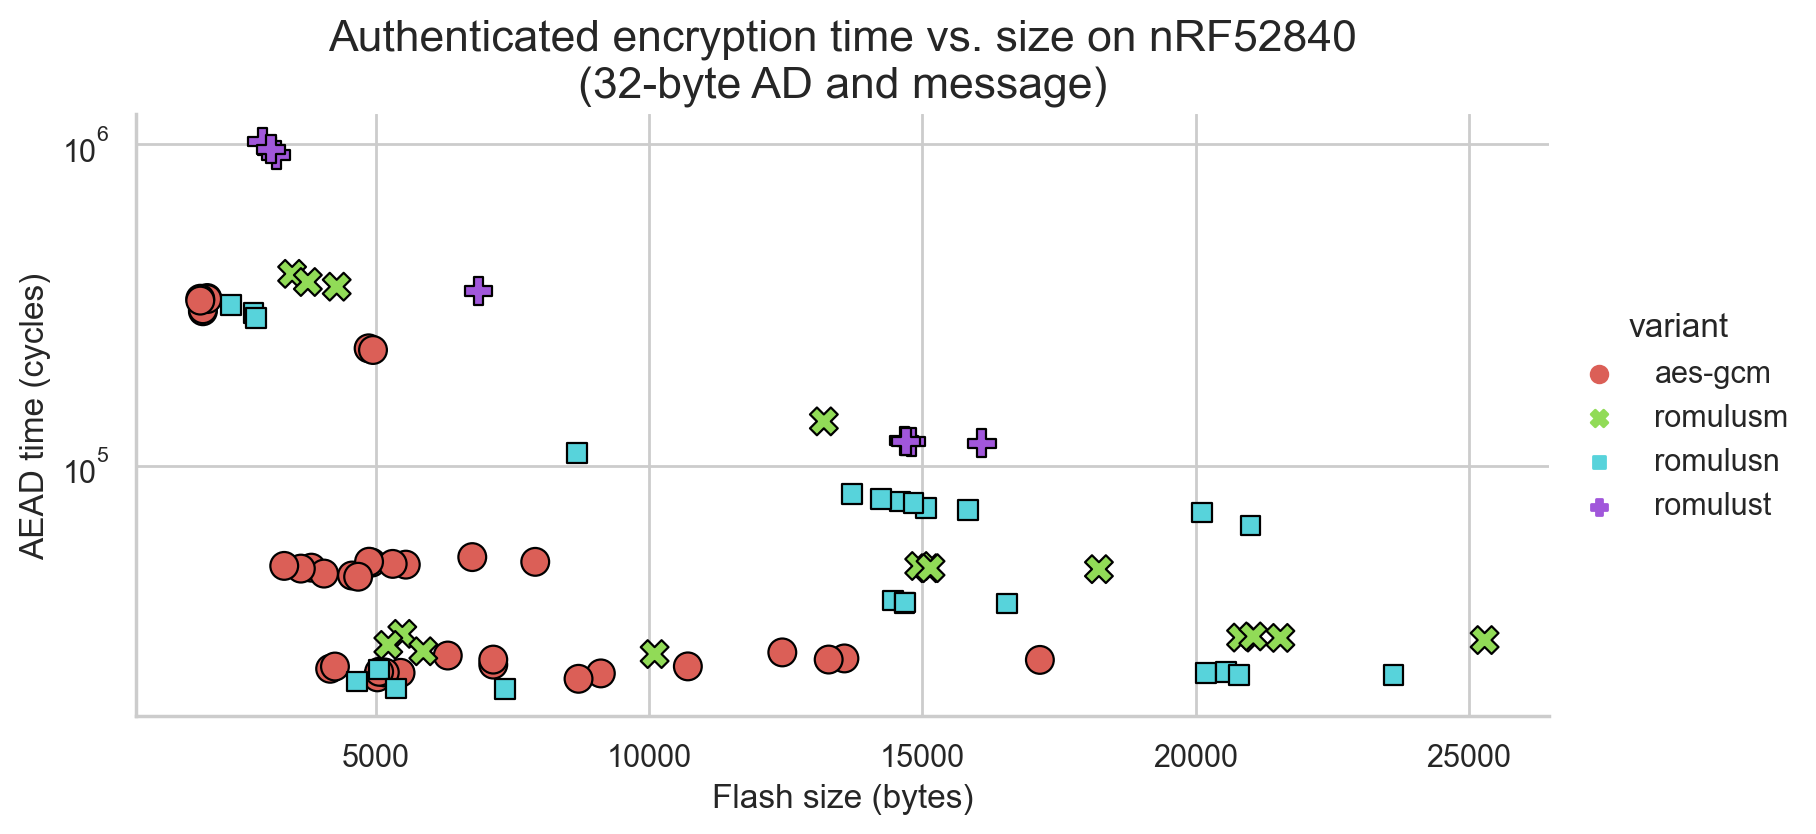 Authenticated encryption time vs. size on nRF52840
(32-byte AD and message)
AEAD time (cycles)
10^6
10^5
5000
10000
15000
20000
25000
Flash size (bytes)
variant
aes-gcm
romulusm
romulusn
romulust